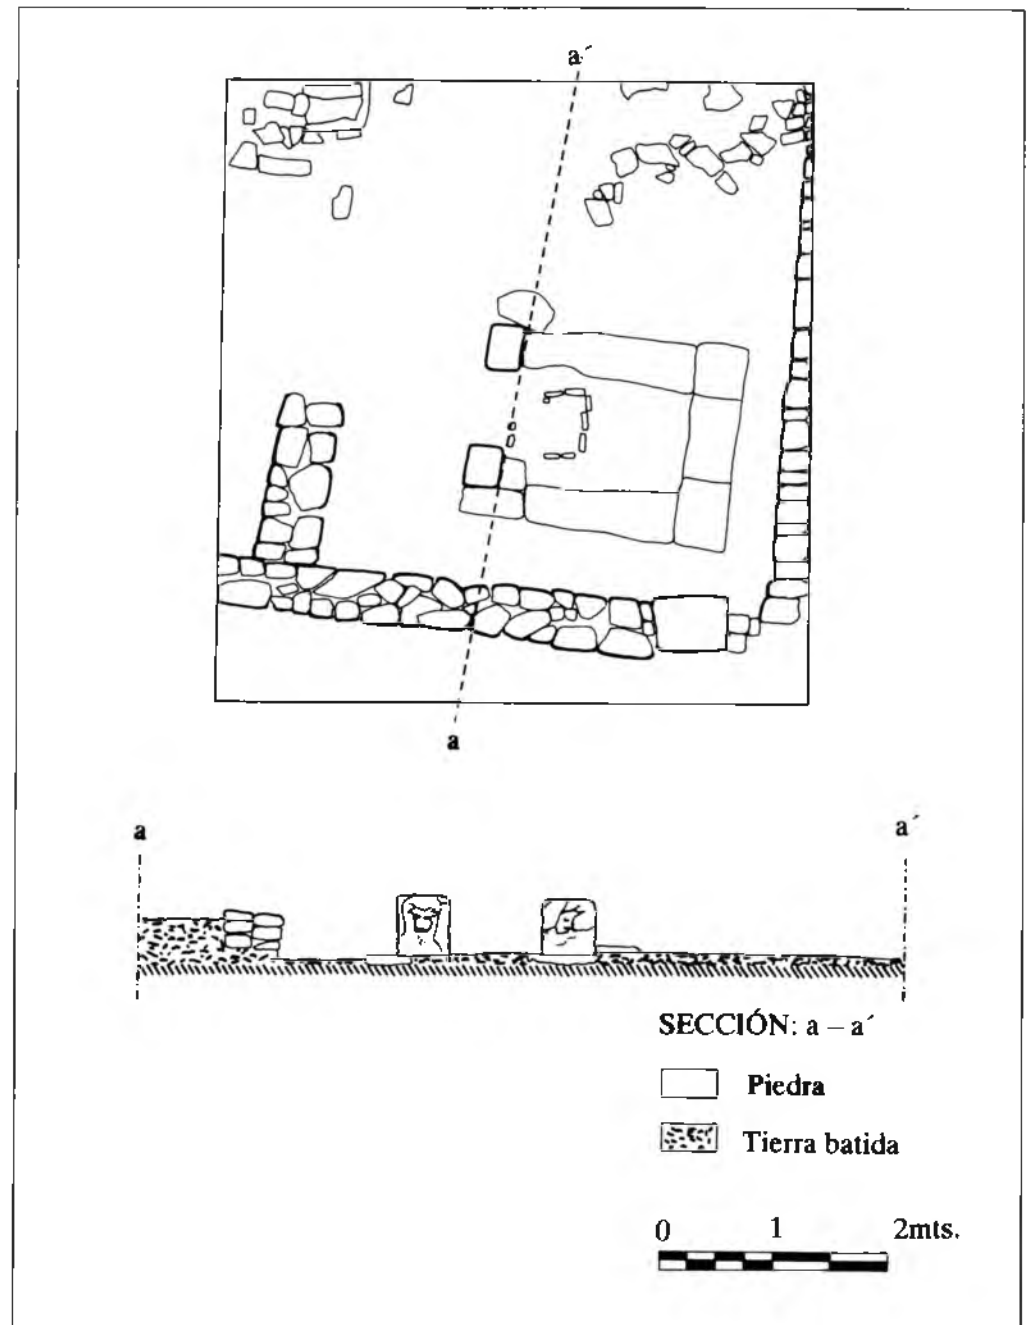 a´
a
a a´
SECCIÓN: a – a´
Piedra
Tierra batida
0 1 2mts.